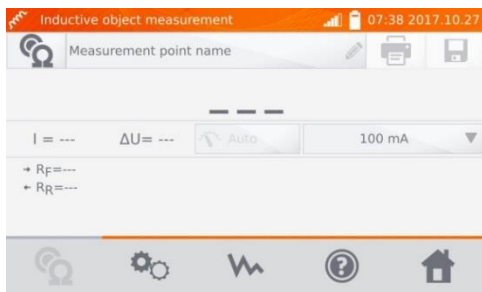 Inductive object measurement 07:38 2017.10.27
Measurement point name
---
I = --- ΔU= --- Auto 100 mA
→ RF=---
← RR=---